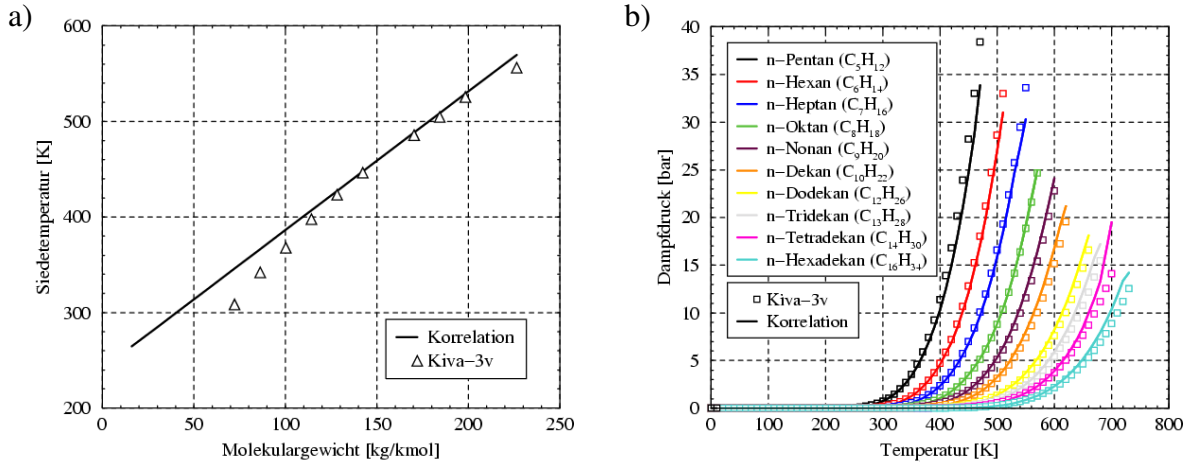 a)
600
500
400
300
200
Siedetemperatur [K]
Korrelation
Kiva−3v
0 50 100 150 200 250
Molekulargewicht [kg/kmol]
b)
40
35
30
25
20
15
10
5
0
Dampfdruck [bar]
n−Pentan (C5H12)
n−Hexan (C6H14)
n−Heptan (C7H16)
n−Oktan (C8H18)
n−Nonan (C9H20)
n−Dekan (C10H22)
n−Dodekan (C12H26)
n−Tridekan (C13H28)
n−Tetradekan (C14H30)
n−Hexadekan (C16H34)
Kiva−3v
Korrelation
0 100 200 300 400 500 600 700 800
Temperatur [K]